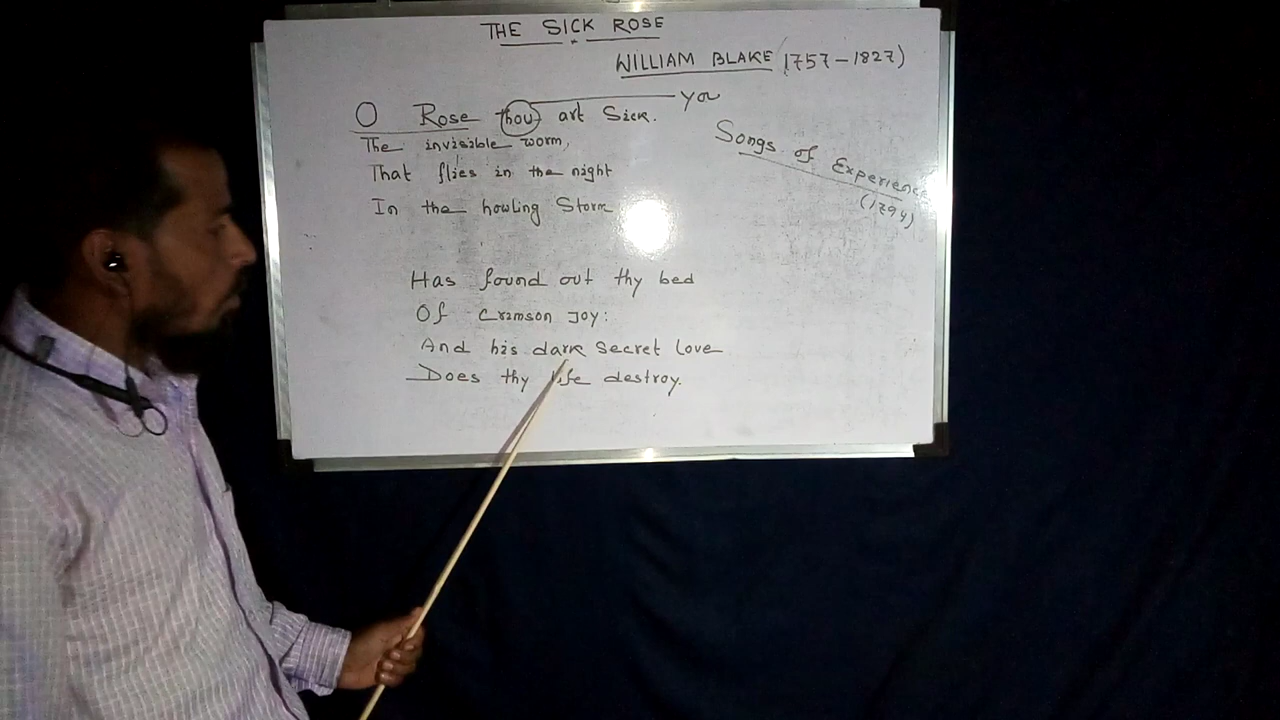 THE SICK ROSE
WILLIAM BLAKE (1757-1827)
O Rose thou art Sick.
you
The invisible worm,
That flies in the night
In the howling Storm
Songs of Experience
(1794)
Has found out thy bed
Of Crimson Joy:
And his dark Secret love
Does thy life destroy.